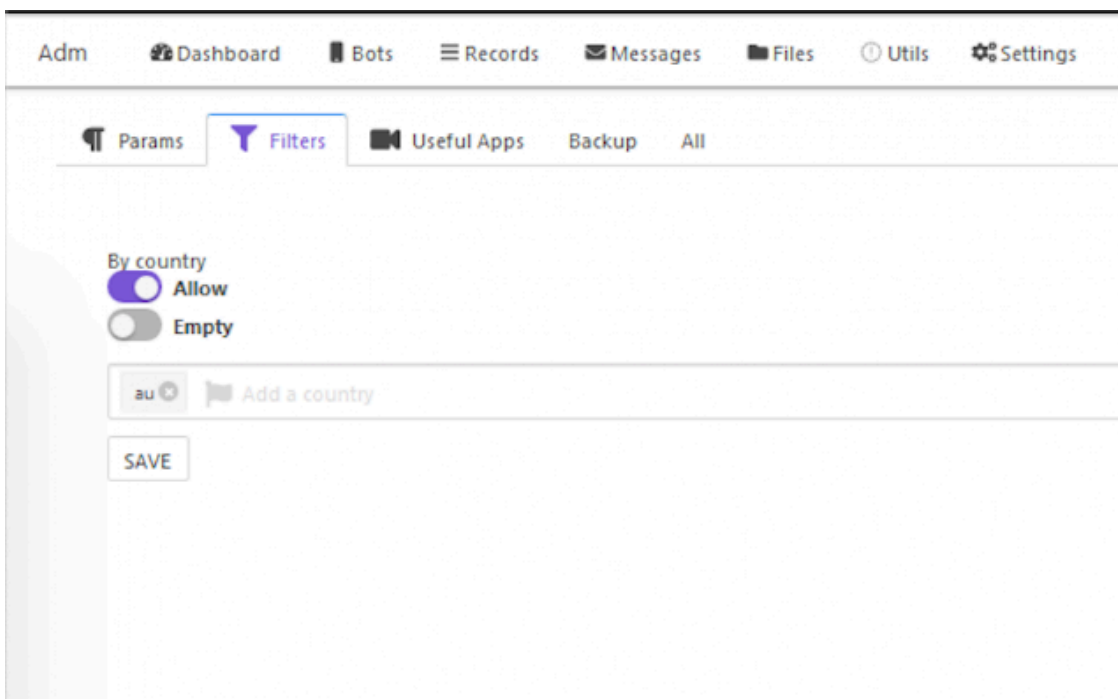 Adm Dashboard Bots Records Messages Files Utils Settings
Params Filters Useful Apps Backup All
By country
Allow
Empty
au Add a country
SAVE